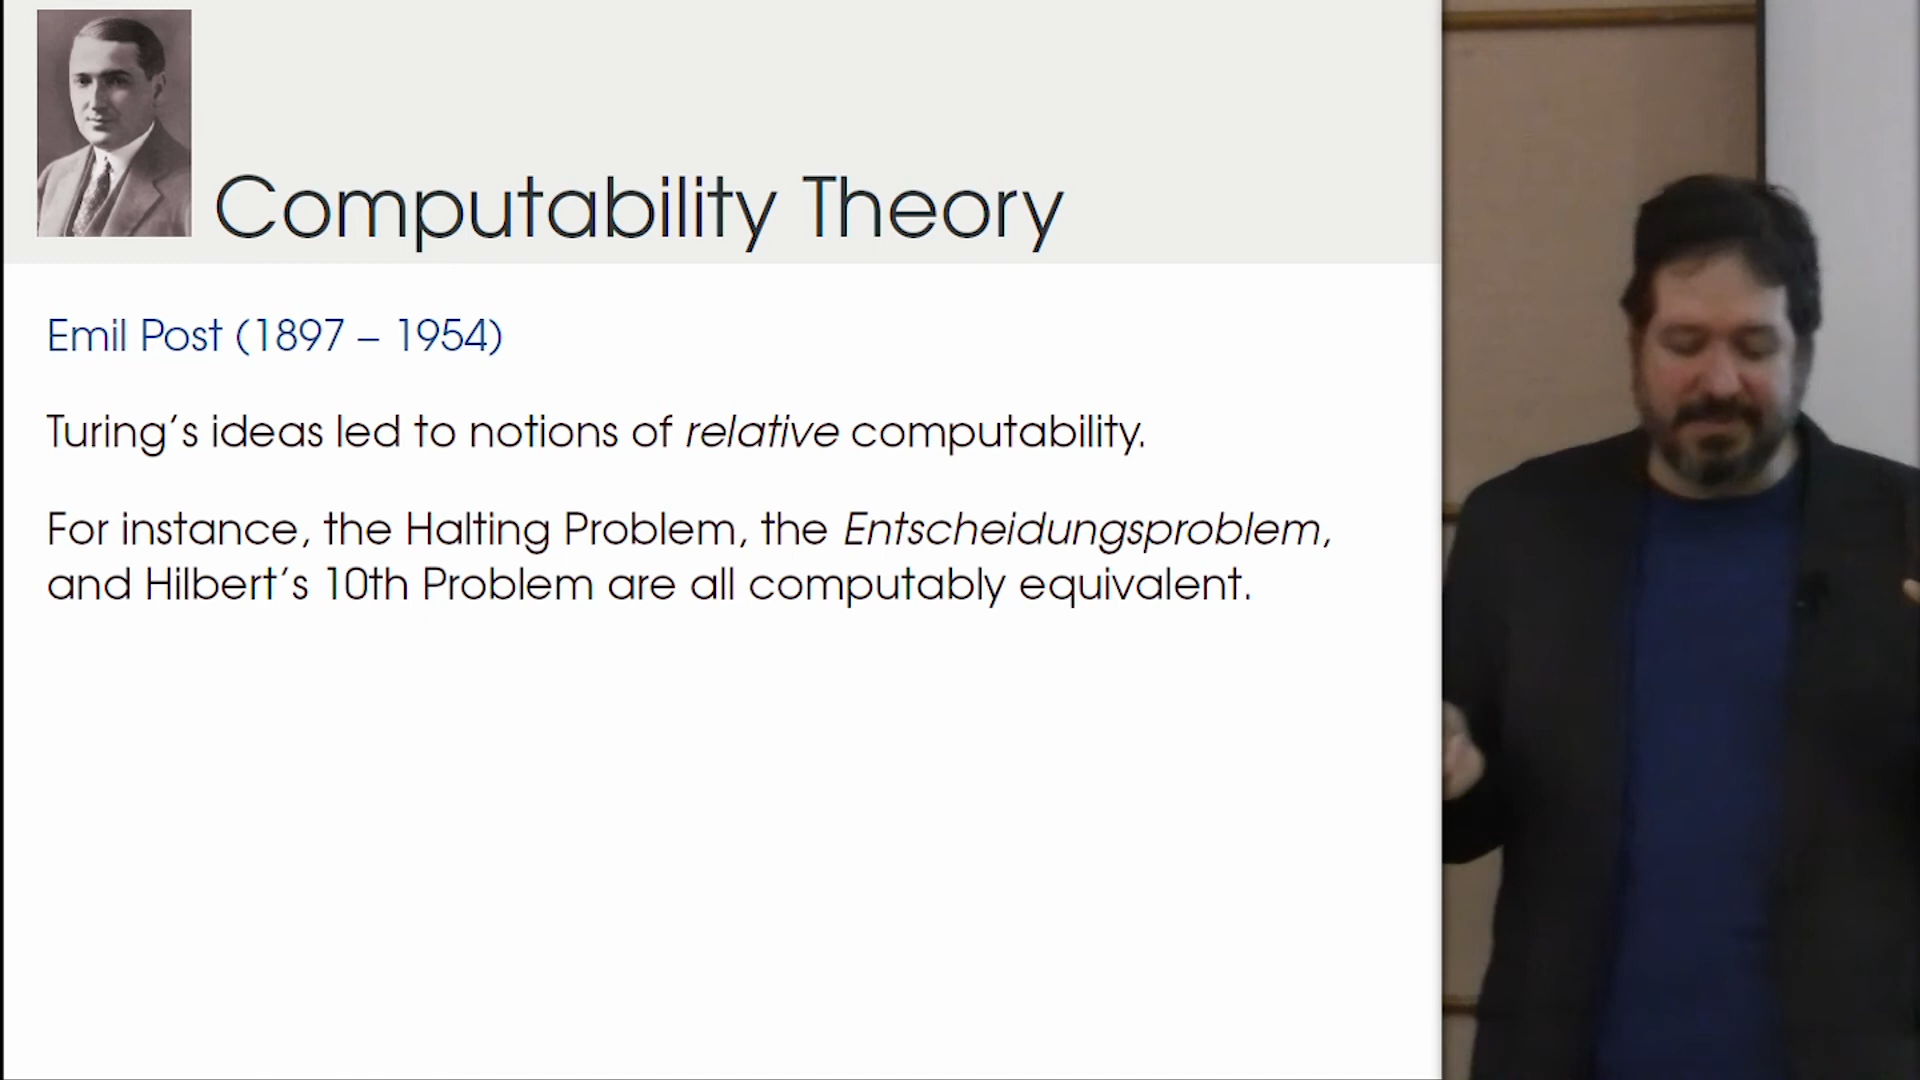 Computability Theory
Emil Post (1897 – 1954)
Turing’s ideas led to notions of relative computability.
For instance, the Halting Problem, the Entscheidungsproblem,
and Hilbert’s 10th Problem are all computably equivalent.